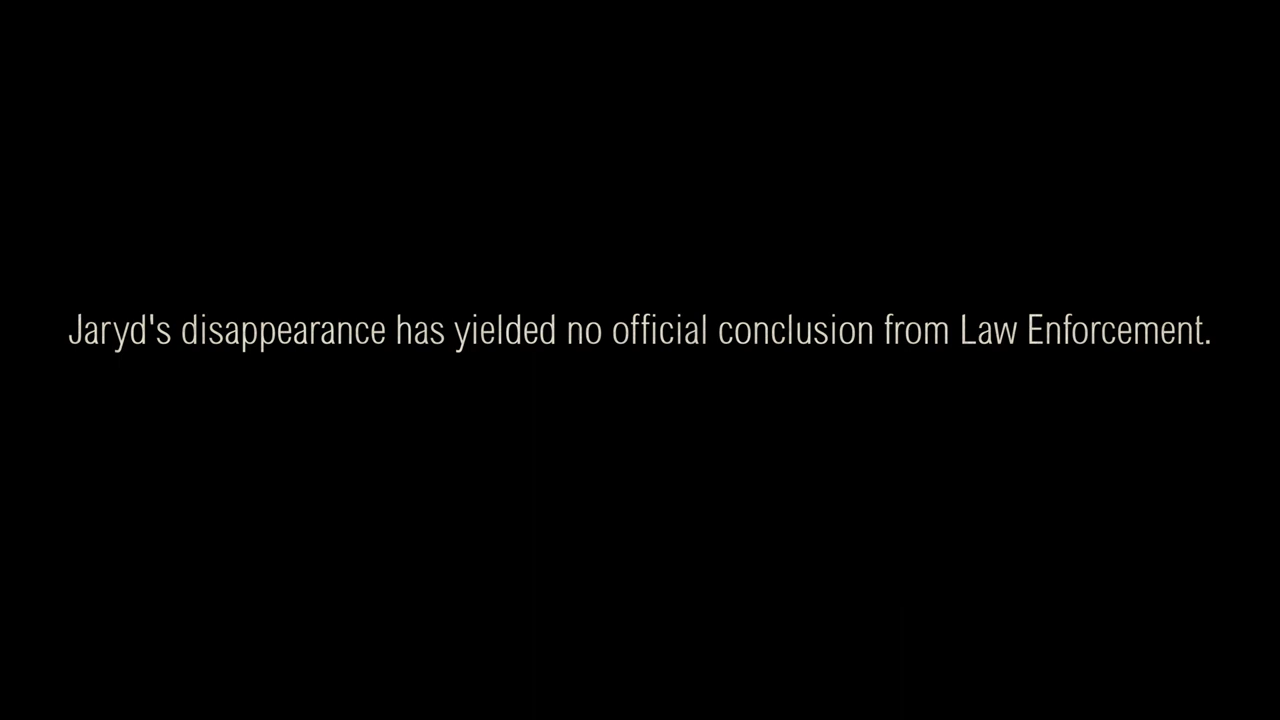 Jaryd's disappearance has yielded no official conclusion from Law Enforcement.